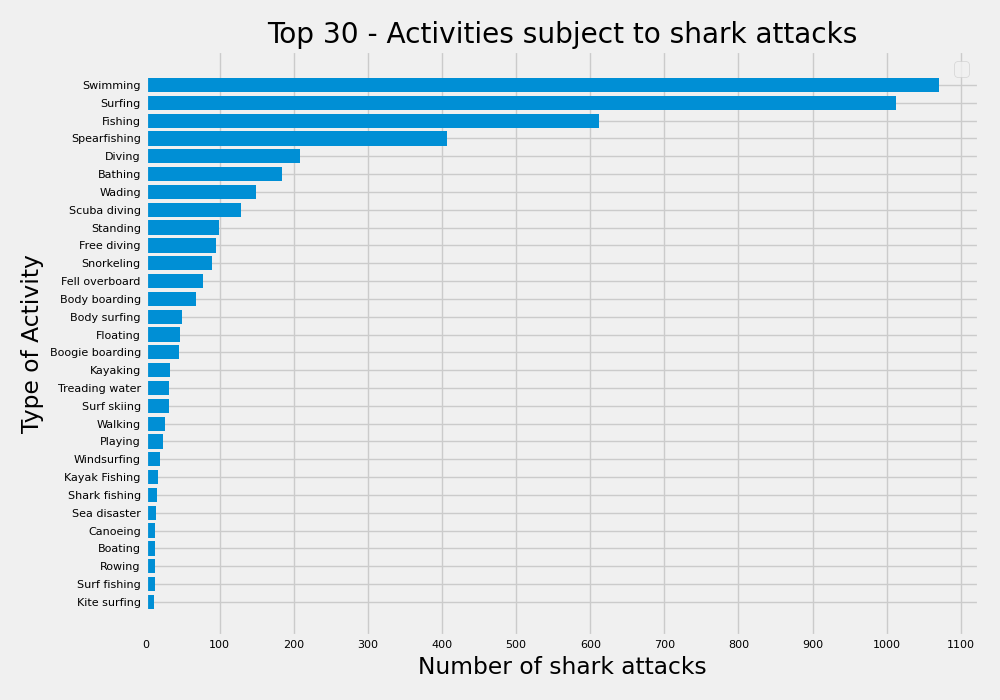 Top 30 - Activities subject to shark attacks
Type of Activity
Swimming
Surfing
Fishing
Spearfishing
Diving
Bathing
Wading
Scuba diving
Standing
Free diving
Snorkeling
Fell overboard
Body boarding
Body surfing
Floating
Boogie boarding
Kayaking
Treading water
Surf skiing
Walking
Playing
Windsurfing
Kayak Fishing
Shark fishing
Sea disaster
Canoeing
Boating
Rowing
Surf fishing
Kite surfing
0 100 200 300 400 500 600 700 800 900 1000 1100
Number of shark attacks